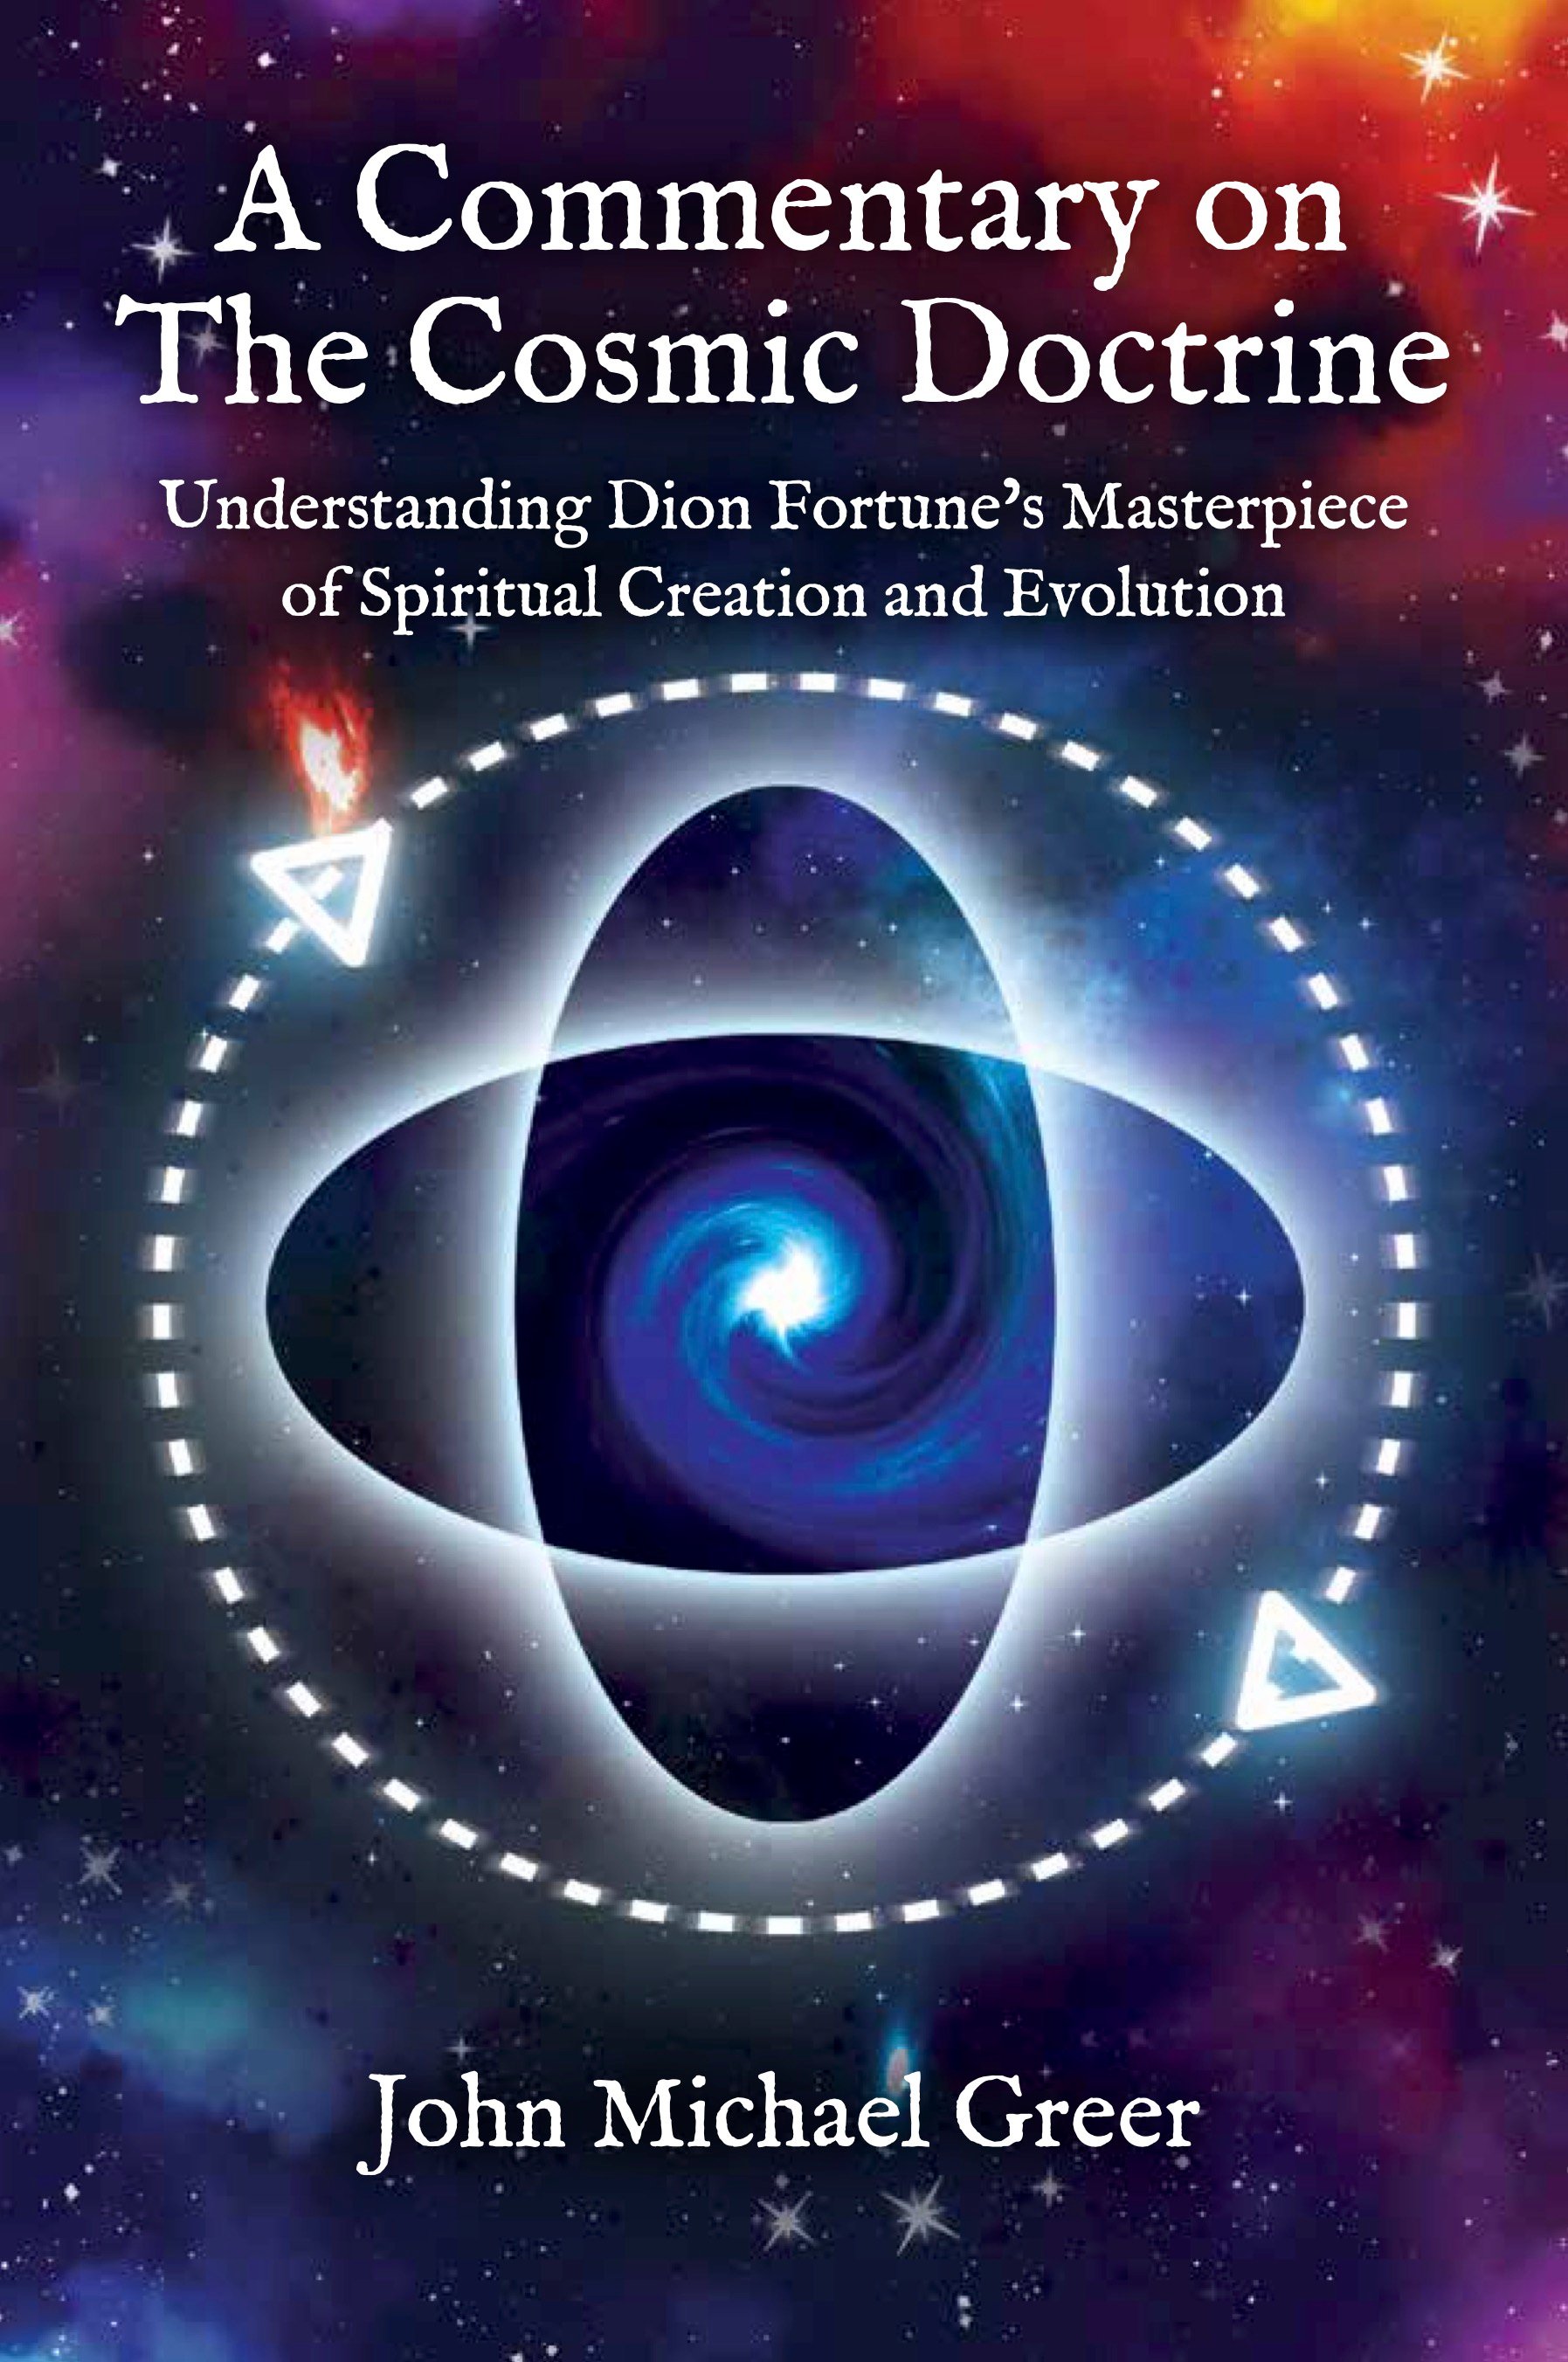 A Commentary on
The Cosmic Doctrine
Understanding Dion Fortune’s Masterpiece
of Spiritual Creation and Evolution
John Michael Greer